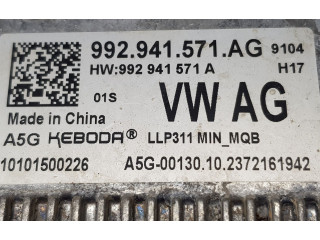 992.941.571.AG 9104
HW:992 941 571 A H17
01S VW AG
Made in China
A5G KEBODA® LLP311 MIN_MQB
10101500226 A5G-00130.10.2372161942